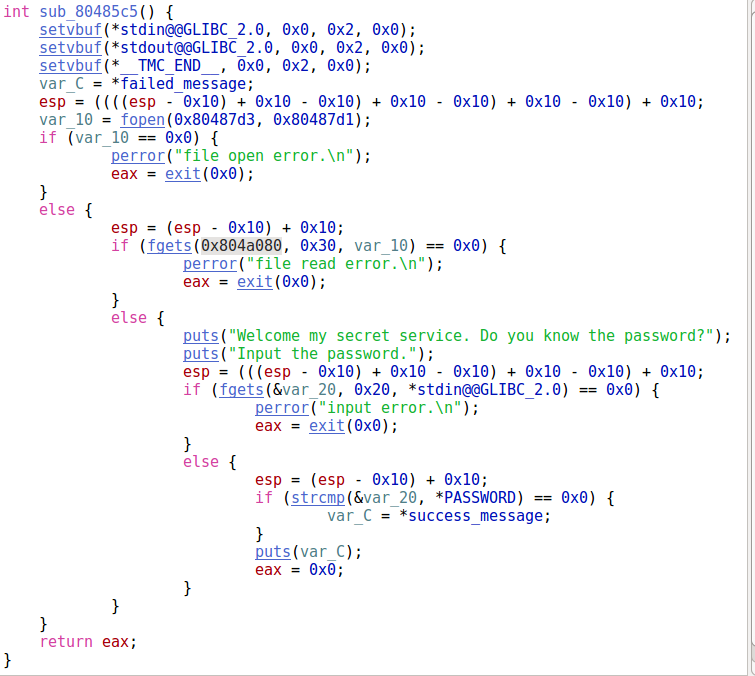 int sub_80485c5() {
setvbuf(*stdin@@GLIBC_2.0, 0x0, 0x2, 0x0);
setvbuf(*stdout@@GLIBC_2.0, 0x0, 0x2, 0x0);
setvbuf(*__TMC_END__, 0x0, 0x2, 0x0);
var_C = *failed_message;
esp = ((((esp - 0x10) + 0x10 - 0x10) + 0x10 - 0x10) + 0x10 - 0x10) + 0x10;
var_10 = fopen(0x80487d3, 0x80487d1);
if (var_10 == 0x0) {
perror("file open error.\n");
eax = exit(0x0);
}
else {
esp = (esp - 0x10) + 0x10;
if (fgets(0x804a080, 0x30, var_10) == 0x0) {
perror("file read error.\n");
eax = exit(0x0);
}
else {
puts("Welcome my secret service. Do you know the password?");
puts("Input the password.");
esp = (((esp - 0x10) + 0x10 - 0x10) + 0x10 - 0x10) + 0x10;
if (fgets(&var_20, 0x20, *stdin@@GLIBC_2.0) == 0x0) {
perror("input error.\n");
eax = exit(0x0);
}
else {
esp = (esp - 0x10) + 0x10;
if (strcmp(&var_20, *PASSWORD) == 0x0) {
var_C = *success_message;
}
puts(var_C);
eax = 0x0;
}
}
}
return eax;
}